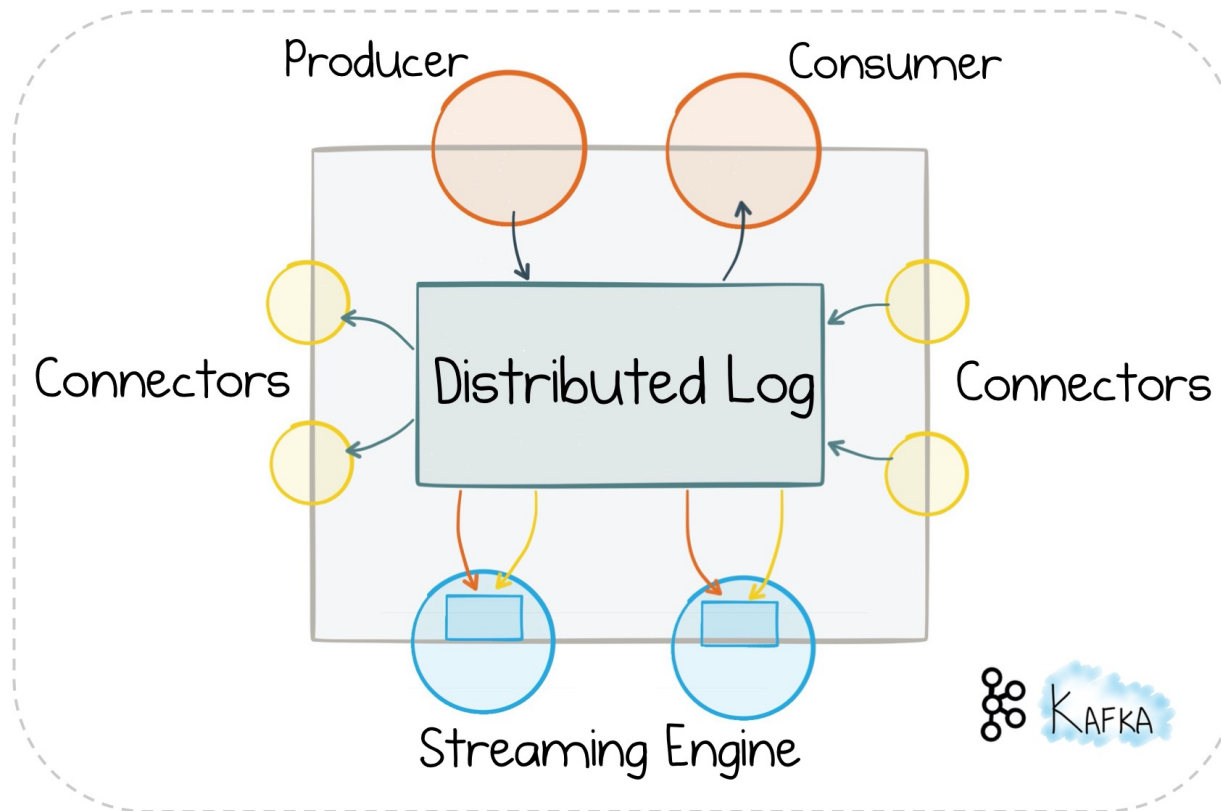 Producer
Consumer
Connectors
Distributed Log
Connectors
Streaming Engine
KAFKA